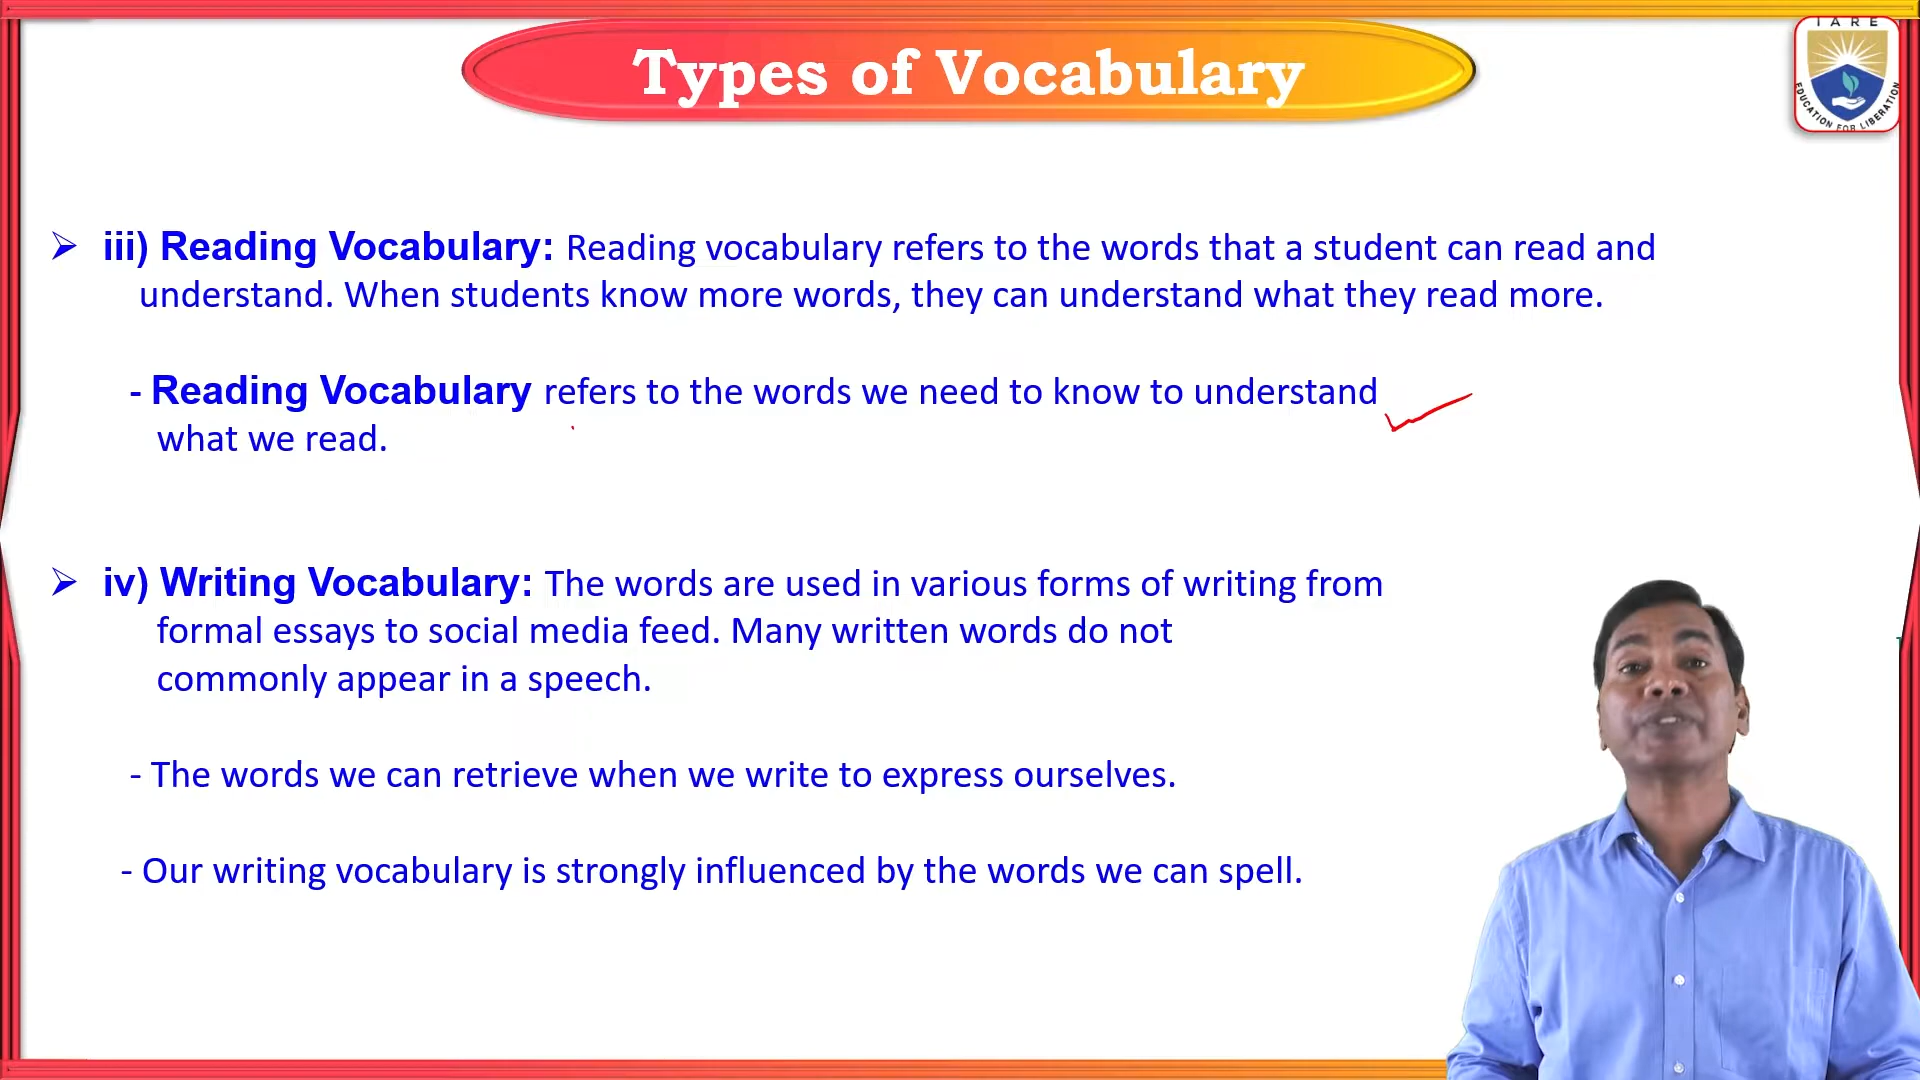 Types of Vocabulary
IARE
EDUCATION FOR LIBERATION
➢ iii) Reading Vocabulary: Reading vocabulary refers to the words that a student can read and
understand. When students know more words, they can understand what they read more.
- Reading Vocabulary refers to the words we need to know to understand
what we read.
➢ iv) Writing Vocabulary: The words are used in various forms of writing from
formal essays to social media feed. Many written words do not
commonly appear in a speech.
- The words we can retrieve when we write to express ourselves.
- Our writing vocabulary is strongly influenced by the words we can spell.